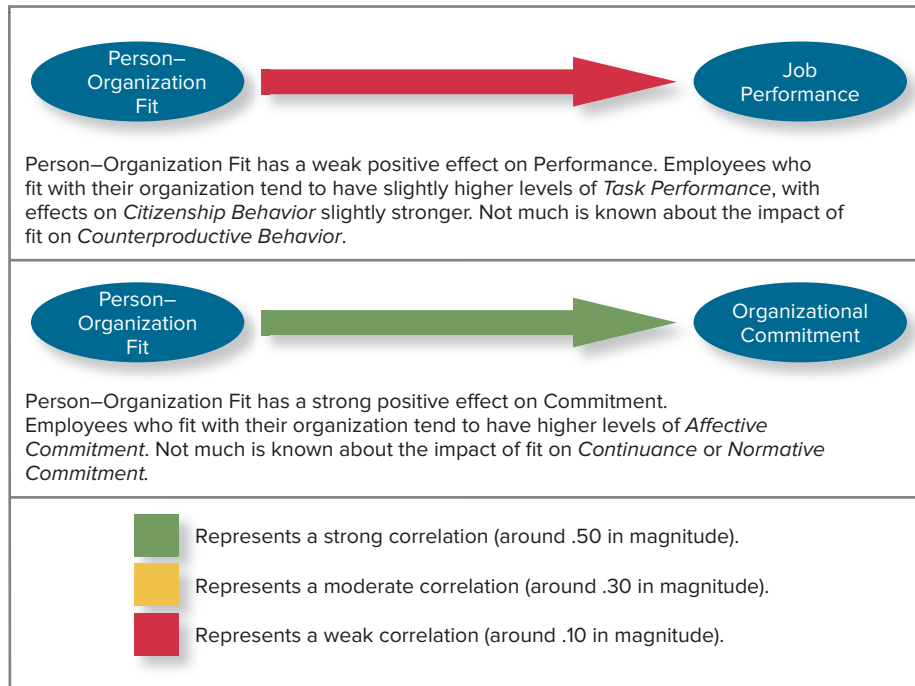 Person–
Organization
Fit
Job
Performance
Person–Organization Fit has a weak positive effect on Performance. Employees who
fit with their organization tend to have slightly higher levels of Task Performance, with
effects on Citizenship Behavior slightly stronger. Not much is known about the impact of
fit on Counterproductive Behavior.
Person–
Organization
Fit
Organizational
Commitment
Person–Organization Fit has a strong positive effect on Commitment.
Employees who fit with their organization tend to have higher levels of Affective
Commitment. Not much is known about the impact of fit on Continuance or Normative
Commitment.
Represents a strong correlation (around .50 in magnitude).
Represents a moderate correlation (around .30 in magnitude).
Represents a weak correlation (around .10 in magnitude).